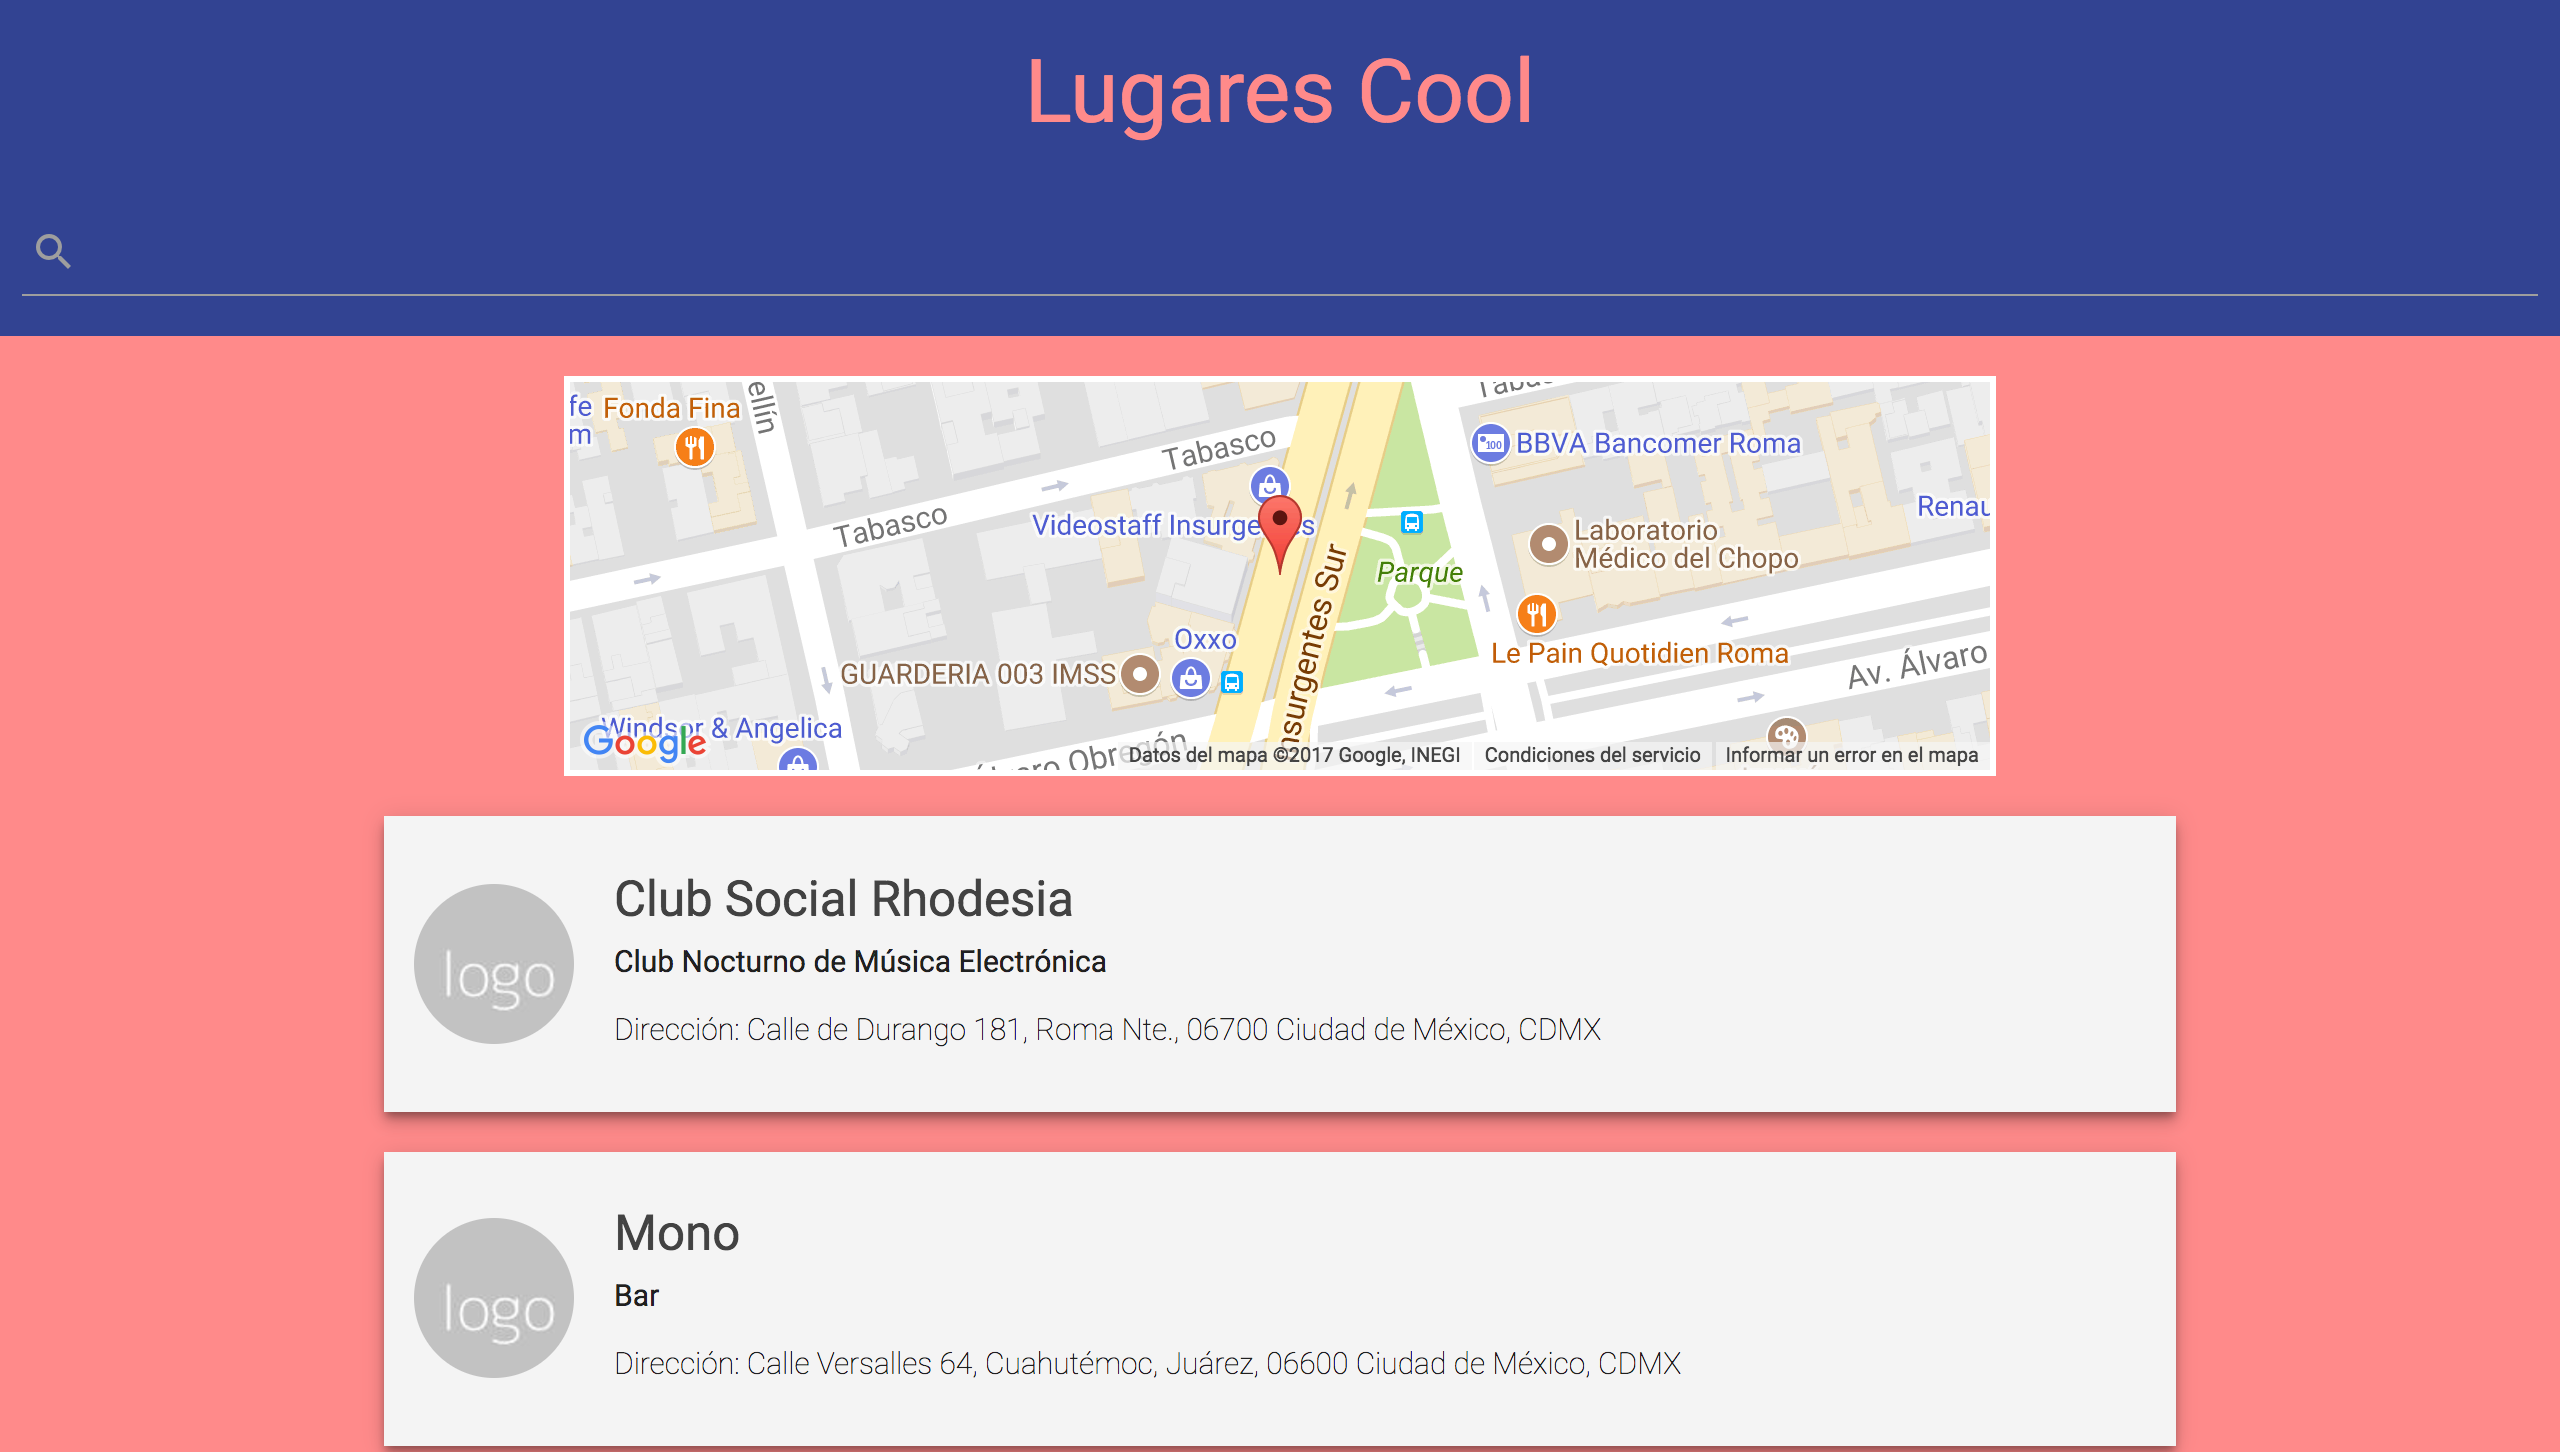 Lugares Cool
fe
m
Fonda Fina
ellín
Tabasco
Tabasco
100
BBVA Bancomer Roma
Renau
Tabasco
Videostaff Insurge
s
Laboratorio
Médico del Chopo
Parque
Insurgentes Sur
Oxxo
GUARDERIA 003 IMSS
Le Pain Quotidien Roma
Av. Álvaro
Windsor & Angelica
Google
Álvaro Obregón
Datos del mapa ©2017 Google, INEGI
Condiciones del servicio
Informar un error en el mapa
logo
Club Social Rhodesia
Club Nocturno de Música Electrónica
Dirección: Calle de Durango 181, Roma Nte., 06700 Ciudad de México, CDMX
logo
Mono
Bar
Dirección: Calle Versalles 64, Cuahutémoc, Juárez, 06600 Ciudad de México, CDMX